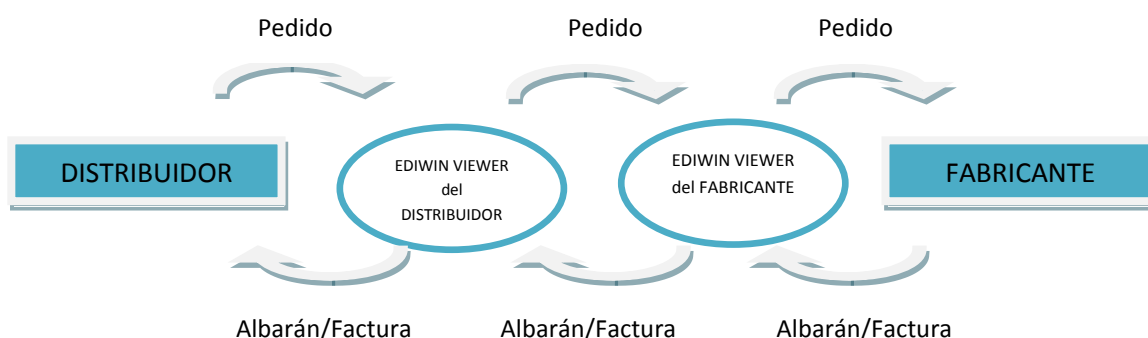 Pedido
Pedido
Pedido
DISTRIBUIDOR
EDIWIN VIEWER
del
DISTRIBUIDOR
EDIWIN VIEWER
del FABRICANTE
FABRICANTE
Albarán/Factura
Albarán/Factura
Albarán/Factura